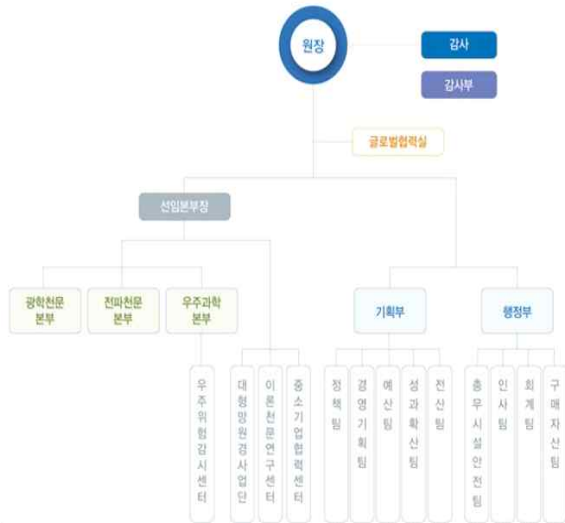 원장
감사
감사부
글로벌협력실
선임본부장
광학천문
본부
전파천문
본부
우주과학
본부
기획부
행정부
우주위험감시센터
대형망원경사업단
이론천문연구센터
중소기업협력센터
정책팀
경영기획팀
예산팀
성과확산팀
전산팀
총무시설안전팀
인사팀
회계팀
구매자산팀